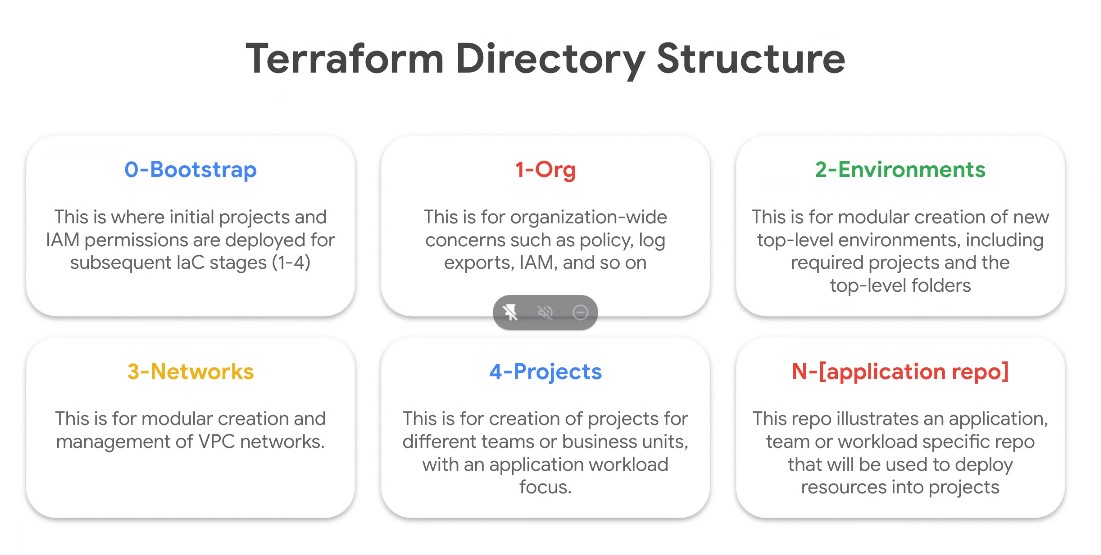 Terraform Directory Structure
0-Bootstrap
This is where initial projects and
IAM permissions are deployed for
subsequent IaC stages (1-4)
1-Org
This is for organization-wide
concerns such as policy, log
exports, IAM, and so on
2-Environments
This is for modular creation of new
top-level environments, including
required projects and the
top-level folders
3-Networks
This is for modular creation and
management of VPC networks.
4-Projects
This is for creation of projects for
different teams or business units,
with an application workload
focus.
N-[application repo]
This repo illustrates an application,
team or workload specific repo
that will be used to deploy
resources into projects